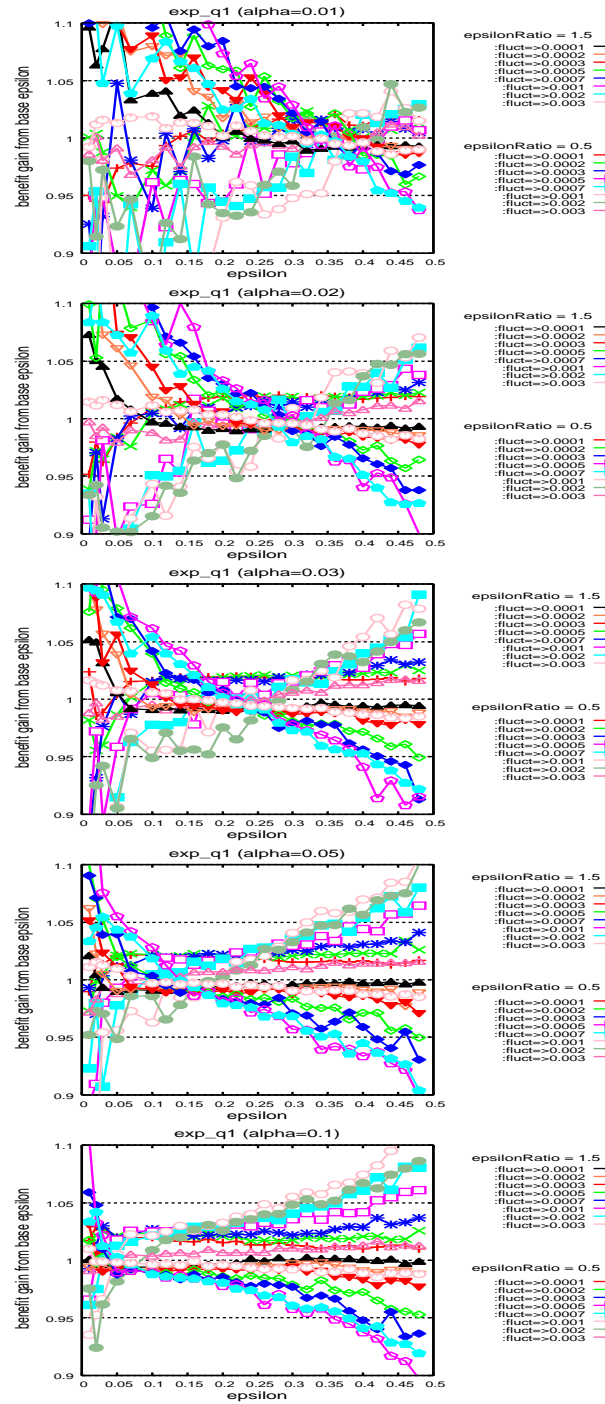 exp_q1 (alpha=0.01)
1.1
1.05
1
0.95
0.9
benefit gain from base epsilon
0 0.05 0.1 0.15 0.2 0.25 0.3 0.35 0.4 0.45 0.5
epsilon
epsilonRatio = 1.5
:fluct=>0.0001
:fluct=>0.0002
:fluct=>0.0003
:fluct=>0.0005
:fluct=>0.0007
:fluct=>0.001
:fluct=>0.002
:fluct=>0.003
epsilonRatio = 0.5
:fluct=>0.0001
:fluct=>0.0002
:fluct=>0.0003
:fluct=>0.0005
:fluct=>0.0007
:fluct=>0.001
:fluct=>0.002
:fluct=>0.003
exp_q1 (alpha=0.02)
1.1
1.05
1
0.95
0.9
benefit gain from base epsilon
0 0.05 0.1 0.15 0.2 0.25 0.3 0.35 0.4 0.45 0.5
epsilon
epsilonRatio = 1.5
:fluct=>0.0001
:fluct=>0.0002
:fluct=>0.0003
:fluct=>0.0005
:fluct=>0.0007
:fluct=>0.001
:fluct=>0.002
:fluct=>0.003
epsilonRatio = 0.5
:fluct=>0.0001
:fluct=>0.0002
:fluct=>0.0003
:fluct=>0.0005
:fluct=>0.0007
:fluct=>0.001
:fluct=>0.002
:fluct=>0.003
exp_q1 (alpha=0.03)
1.1
1.05
1
0.95
0.9
benefit gain from base epsilon
0 0.05 0.1 0.15 0.2 0.25 0.3 0.35 0.4 0.45 0.5
epsilon
epsilonRatio = 1.5
:fluct=>0.0001
:fluct=>0.0002
:fluct=>0.0003
:fluct=>0.0005
:fluct=>0.0007
:fluct=>0.001
:fluct=>0.002
:fluct=>0.003
epsilonRatio = 0.5
:fluct=>0.0001
:fluct=>0.0002
:fluct=>0.0003
:fluct=>0.0005
:fluct=>0.0007
:fluct=>0.001
:fluct=>0.002
:fluct=>0.003
exp_q1 (alpha=0.05)
1.1
1.05
1
0.95
0.9
benefit gain from base epsilon
0 0.05 0.1 0.15 0.2 0.25 0.3 0.35 0.4 0.45 0.5
epsilon
epsilonRatio = 1.5
:fluct=>0.0001
:fluct=>0.0002
:fluct=>0.0003
:fluct=>0.0005
:fluct=>0.0007
:fluct=>0.001
:fluct=>0.002
:fluct=>0.003
epsilonRatio = 0.5
:fluct=>0.0001
:fluct=>0.0002
:fluct=>0.0003
:fluct=>0.0005
:fluct=>0.0007
:fluct=>0.001
:fluct=>0.002
:fluct=>0.003
exp_q1 (alpha=0.1)
1.1
1.05
1
0.95
0.9
benefit gain from base epsilon
0 0.05 0.1 0.15 0.2 0.25 0.3 0.35 0.4 0.45 0.5
epsilon
epsilonRatio = 1.5
:fluct=>0.0001
:fluct=>0.0002
:fluct=>0.0003
:fluct=>0.0005
:fluct=>0.0007
:fluct=>0.001
:fluct=>0.002
:fluct=>0.003
epsilonRatio = 0.5
:fluct=>0.0001
:fluct=>0.0002
:fluct=>0.0003
:fluct=>0.0005
:fluct=>0.0007
:fluct=>0.001
:fluct=>0.002
:fluct=>0.003